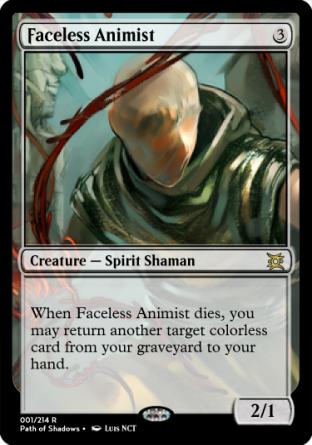 Faceless Animist 3
Creature — Spirit Shaman
When Faceless Animist dies, you
may return another target colorless
card from your graveyard to your
hand.
2/1
001/214 R
Path of Shadows • Luis NCT